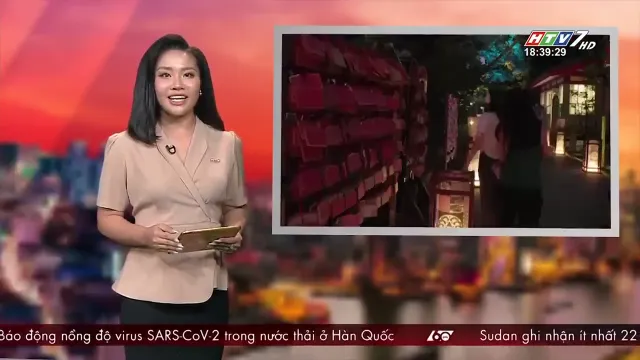 HTV7 HD
18:39:29
Báo động nồng độ virus SARS-CoV-2 trong nước thải ở Hàn Quốc
60
Sudan ghi nhận ít nhất 22